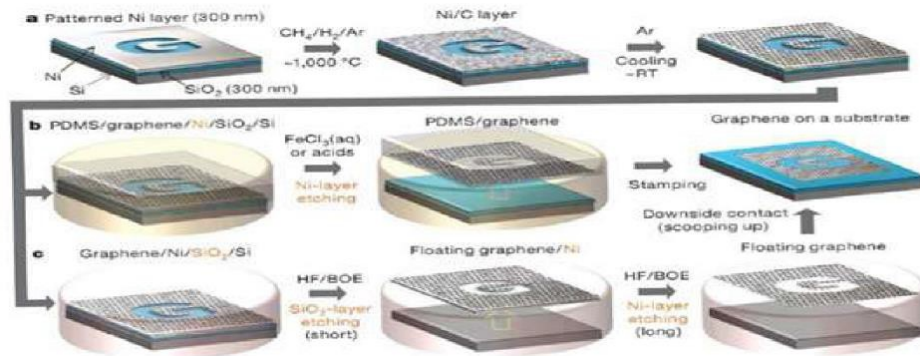 a Patterned Ni layer (300 nm)
Ni/C layer
CH₄/H₂/Ar
~1,000 °C
Ar
Cooling
~RT
Ni
Si
SiO₂ (300 nm)
b PDMS/graphene/Ni/SiO₂/Si
FeCl₃(aq)
or acids
Ni-layer
etching
PDMS/graphene
Stamping
Graphene on a substrate
Downside contact
(scooping up)
c Graphene/Ni/SiO₂/Si
HF/BOE
SiO₂-layer
etching
(short)
Floating graphene/Ni
HF/BOE
Ni-layer
etching
(long)
Floating graphene